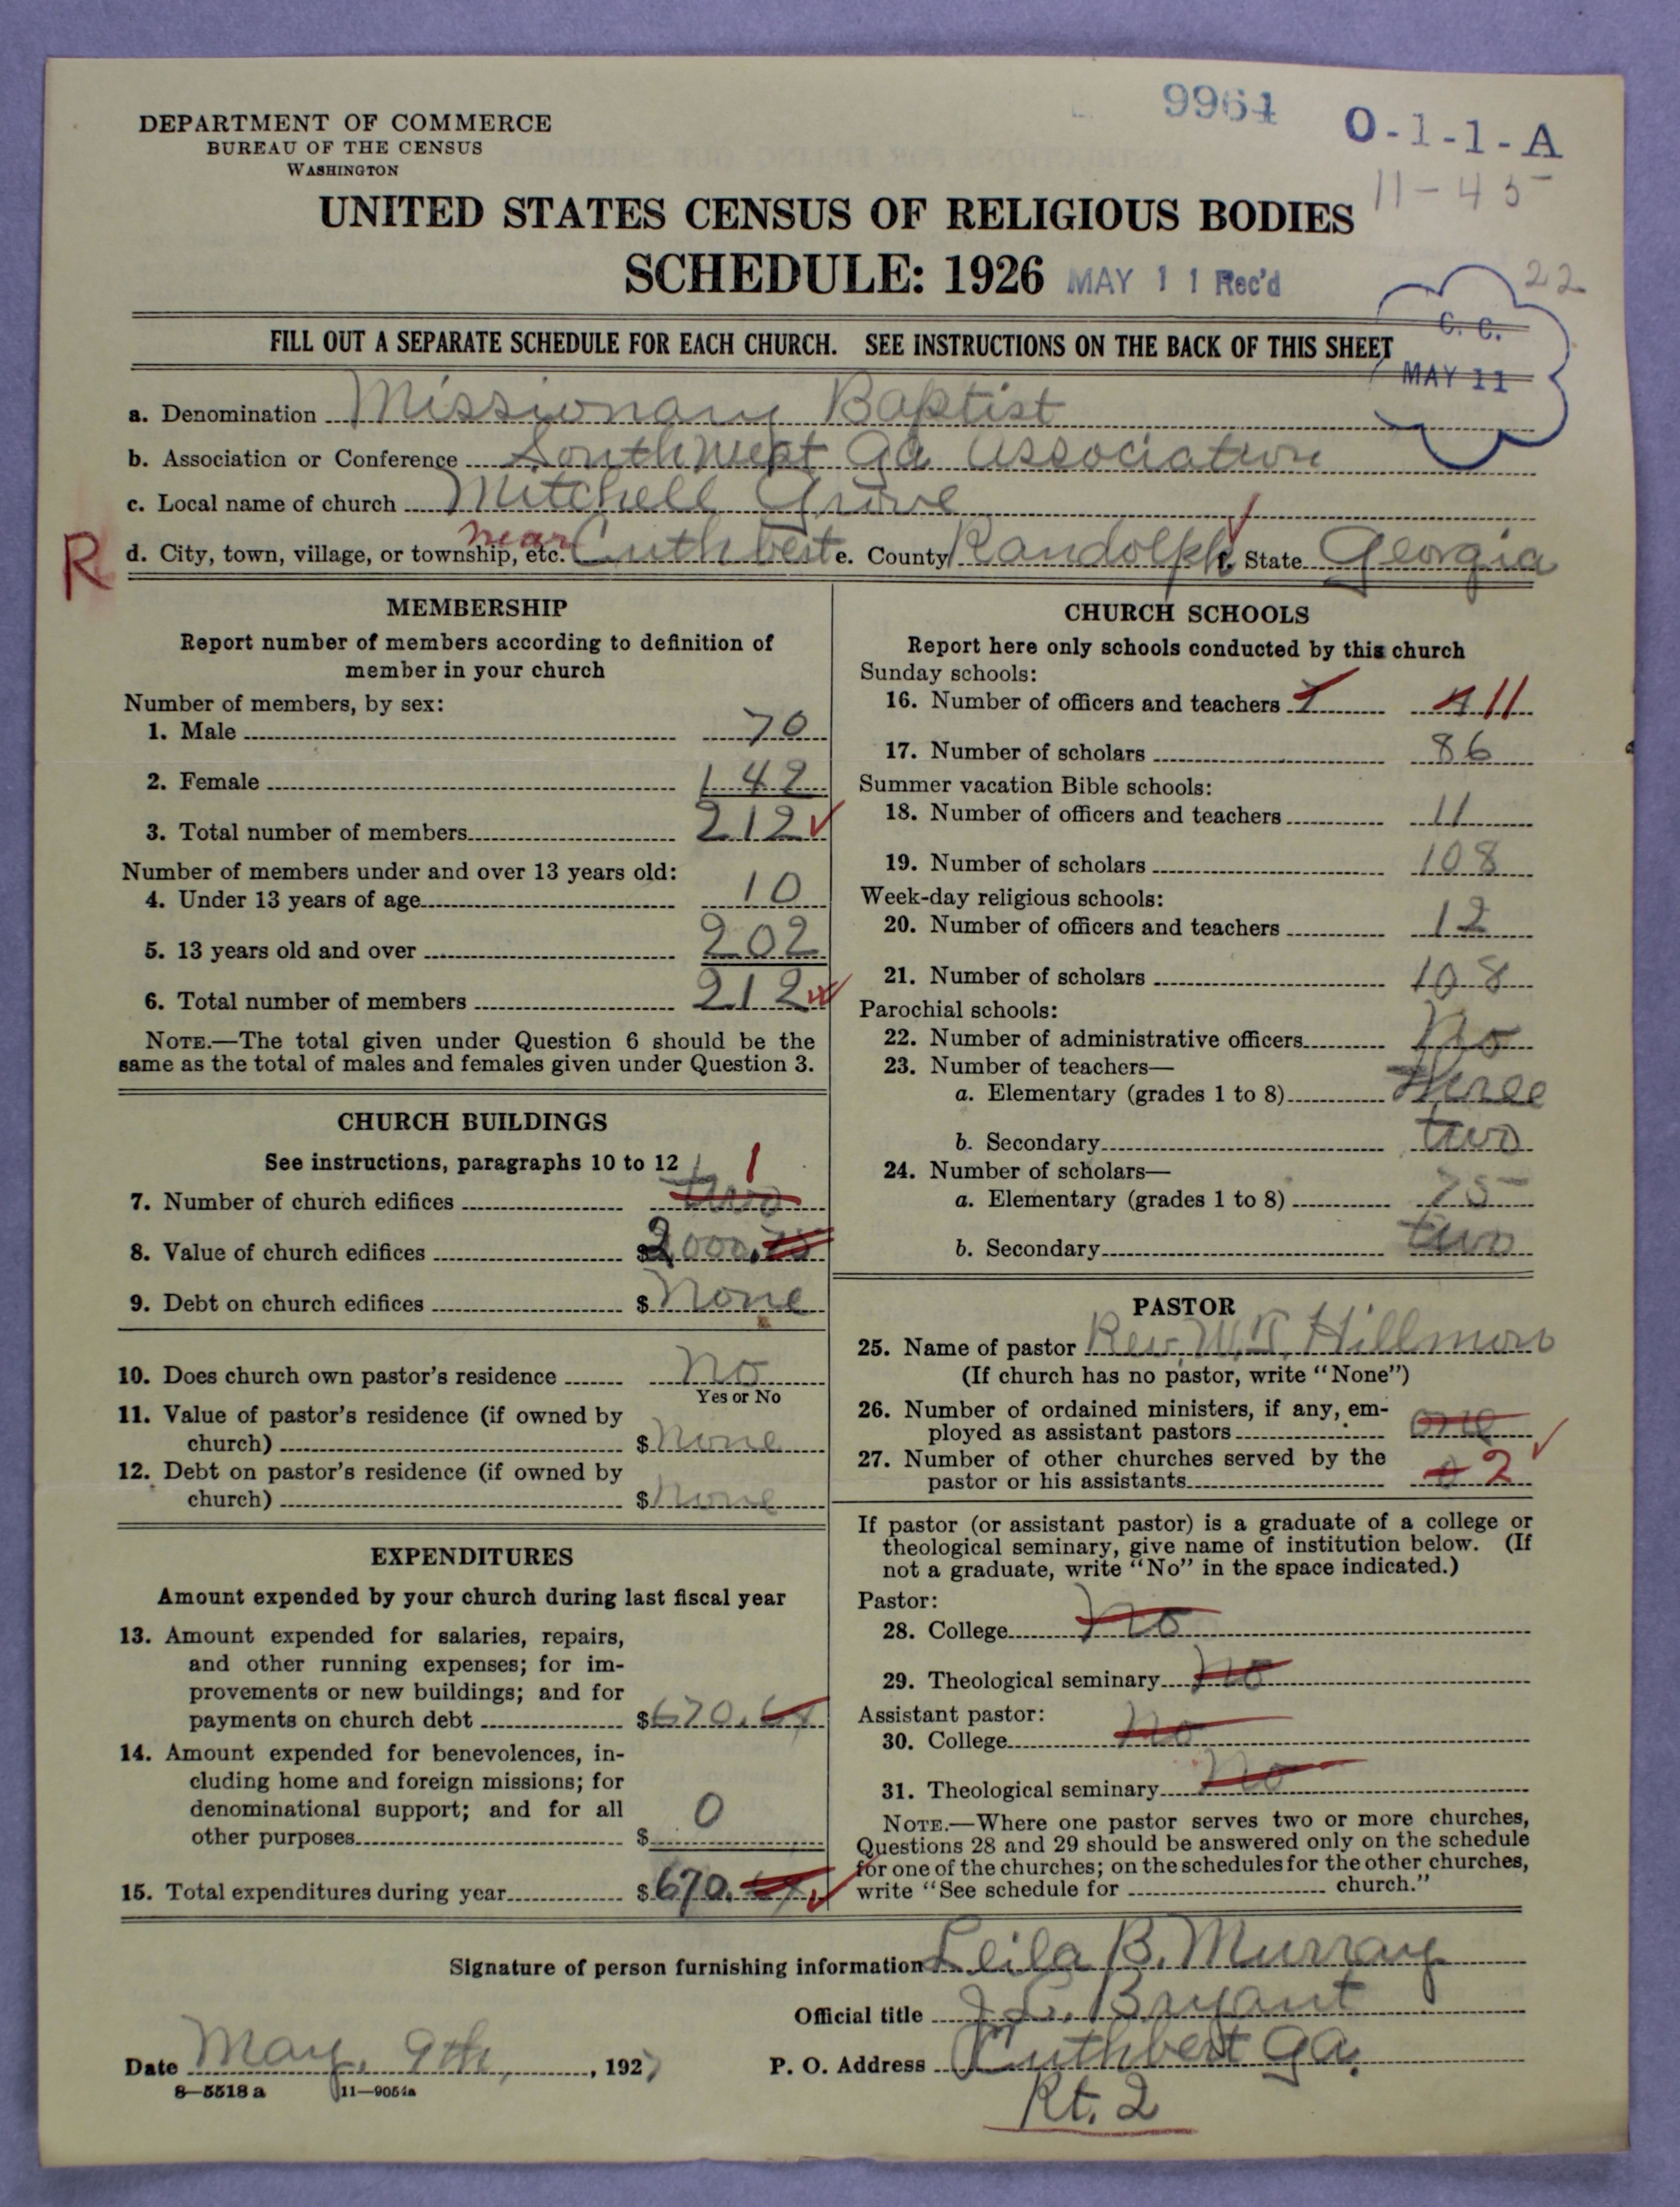 9964
O-1-1-A
11-45
DEPARTMENT OF COMMERCE
BUREAU OF THE CENSUS
WASHINGTON
UNITED STATES CENSUS OF RELIGIOUS BODIES
SCHEDULE: 1926 MAY 11 Rec'd
22
C. C.
MAY 11
FILL OUT A SEPARATE SCHEDULE FOR EACH CHURCH. SEE INSTRUCTIONS ON THE BACK OF THIS SHEET
a. Denomination Missionary Baptist
b. Association or Conference Southwest Ga Association
c. Local name of church Mitchell Grove
R d. City, town, village, or township, etc. near Cuthbert e. County Randolph f. State Georgia
MEMBERSHIP
Report number of members according to definition of
member in your church
Number of members, by sex:
1. Male 70
2. Female 142
3. Total number of members 212
Number of members under and over 13 years old:
4. Under 13 years of age 10
5. 13 years old and over 202
6. Total number of members 212
NOTE.—The total given under Question 6 should be the
same as the total of males and females given under Question 3.
CHURCH BUILDINGS
See instructions, paragraphs 10 to 12
7. Number of church edifices two 1
8. Value of church edifices $2000.
9. Debt on church edifices $ None
10. Does church own pastor's residence No
Yes or No
11. Value of pastor's residence (if owned by
church) $ None
12. Debt on pastor's residence (if owned by
church) $ None
EXPENDITURES
Amount expended by your church during last fiscal year
13. Amount expended for salaries, repairs,
and other running expenses; for im-
provements or new buildings; and for
payments on church debt $670.
14. Amount expended for benevolences, in-
cluding home and foreign missions; for
denominational support; and for all
other purposes $ 0
15. Total expenditures during year $670.
CHURCH SCHOOLS
Report here only schools conducted by this church
Sunday schools:
16. Number of officers and teachers 11
17. Number of scholars 86
Summer vacation Bible schools:
18. Number of officers and teachers 11
19. Number of scholars 108
Week-day religious schools:
20. Number of officers and teachers 12
21. Number of scholars 108
Parochial schools:
22. Number of administrative officers No
23. Number of teachers—
a. Elementary (grades 1 to 8) three
b. Secondary two
24. Number of scholars—
a. Elementary (grades 1 to 8) 75
b. Secondary two
PASTOR
25. Name of pastor Rev. Hillmon
(If church has no pastor, write "None")
26. Number of ordained ministers, if any, em-
ployed as assistant pastors one
27. Number of other churches served by the
pastor or his assistants 2
If pastor (or assistant pastor) is a graduate of a college or
theological seminary, give name of institution below. (If
not a graduate, write "No" in the space indicated.)
Pastor:
28. College No
29. Theological seminary No
Assistant pastor:
30. College No
31. Theological seminary No
NOTE.—Where one pastor serves two or more churches,
Questions 28 and 29 should be answered only on the schedule
for one of the churches; on the schedules for the other churches,
write "See schedule for church."
Signature of person furnishing information Leila B. Murray
Official title Bryant
Date May, 9th, , 1927 P. O. Address Cuthbert Ga.
8—5518 a 11—9054a
Rt. 2